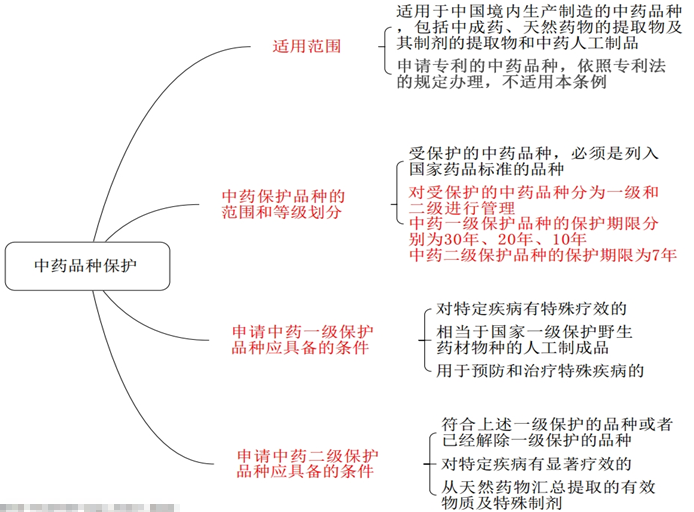 中药品种保护
适用范围
适用于中国境内生产制造的中药品种
，包括中成药、天然药物的提取物及
其制剂的提取物和中药人工制品
申请专利的中药品种，依照专利法
的规定办理，不适用本条例
中药保护品种的
范围和等级划分
受保护的中药品种，必须是列入
国家药品标准的品种
对受保护的中药品种分为一级和
二级进行管理
中药一级保护品种的保护期限分
别为30年、20年、10年
中药二级保护品种的保护期限为7年
申请中药一级保护
品种应具备的条件
对特定疾病有特殊疗效的
相当于国家一级保护野生
药材物种的人工制成品
用于预防和治疗特殊疾病的
申请中药二级保护
品种应具备的条件
符合上述一级保护的品种或者
已经解除一级保护的品种
对特定疾病有显著疗效的
从天然药物汇总提取的有效
物质及特殊制剂